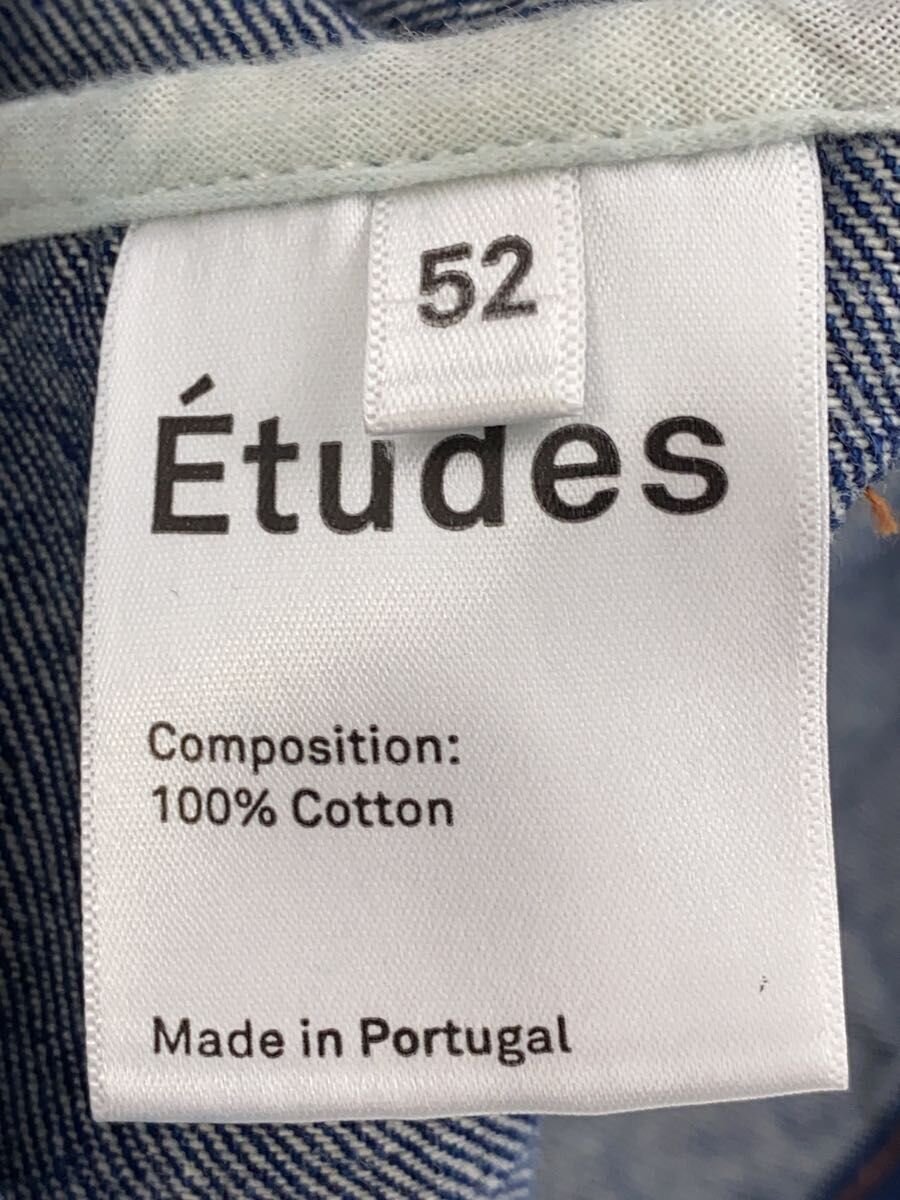 52
Études
Composition:
100% Cotton
Made in Portugal